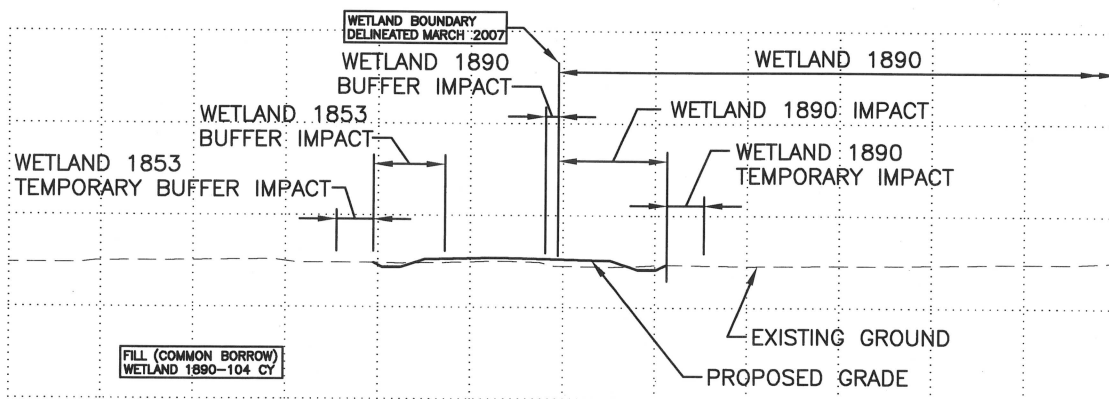 WETLAND BOUNDARY
DELINEATED MARCH 2007
WETLAND 1890
BUFFER IMPACT
WETLAND 1890
WETLAND 1853
BUFFER IMPACT
WETLAND 1890 IMPACT
WETLAND 1853
TEMPORARY BUFFER IMPACT
WETLAND 1890
TEMPORARY IMPACT
EXISTING GROUND
FILL (COMMON BORROW)
WETLAND 1890-104 CY
PROPOSED GRADE